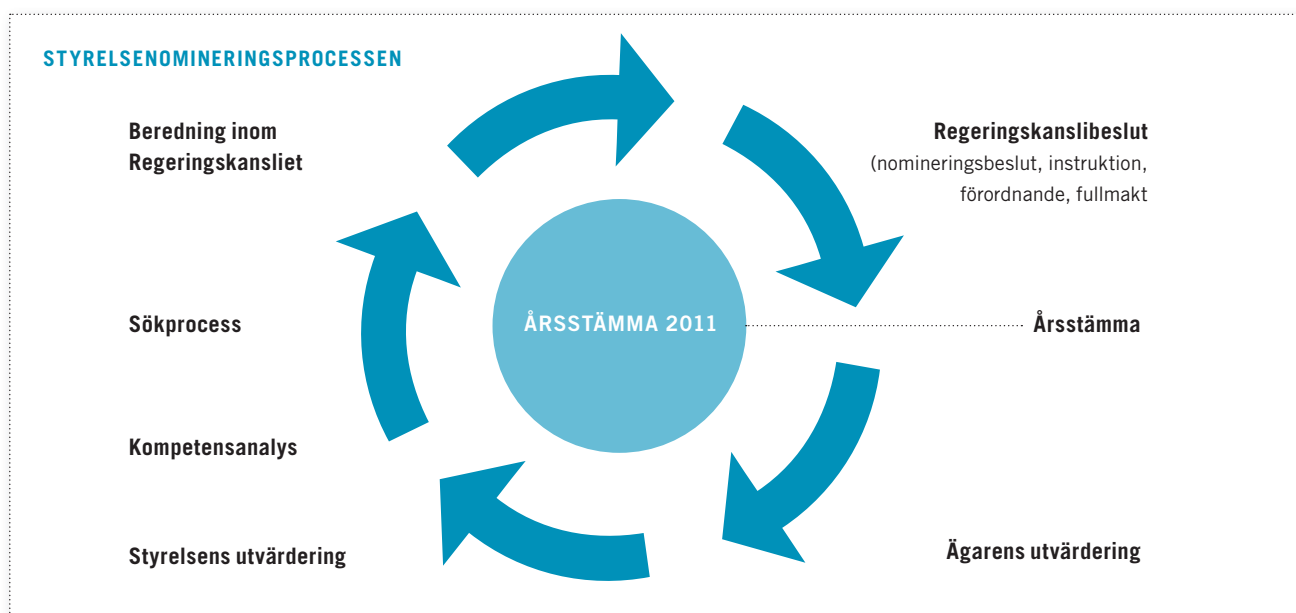 STYRELSENOMINERINGSPROCESSEN
Beredning inom
Regeringskansliet
Regeringskanslibeslut
(nomineringsbeslut, instruktion,
förordnande, fullmakt
Sökprocess
ÅRSSTÄMMA 2011
Årsstämma
Kompetensanalys
Styrelsens utvärdering
Ägarens utvärdering